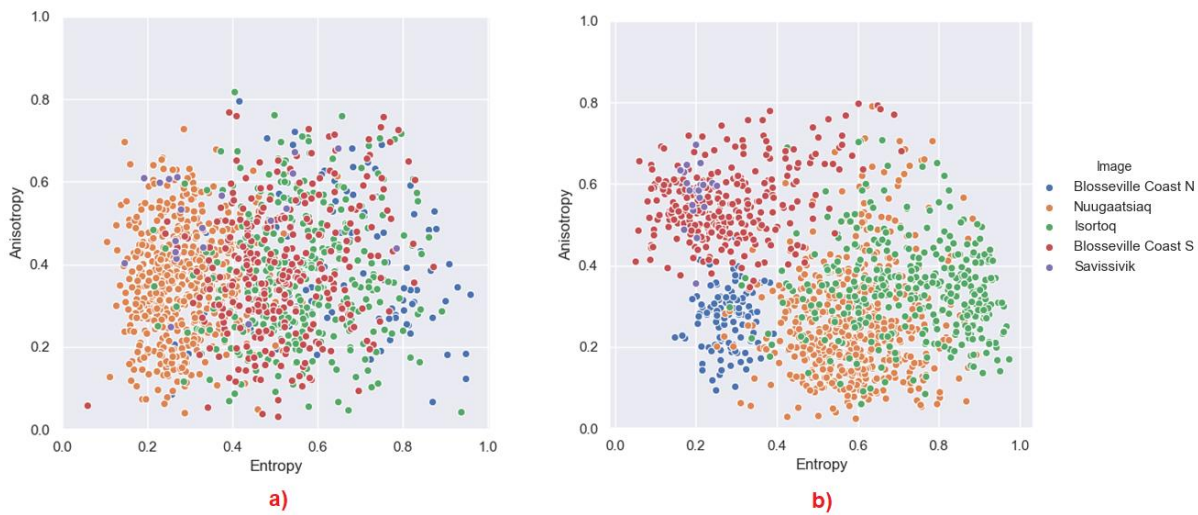 1.0
0.8
0.6
0.4
0.2
0.0
Anisotropy
0.0 0.2 0.4 0.6 0.8 1.0
Entropy
a)
1.0
0.8
0.6
0.4
0.2
0.0
Anisotropy
0.0 0.2 0.4 0.6 0.8 1.0
Entropy
b)
Image
Blosseville Coast N
Nuugaatsiaq
Isortoq
Blosseville Coast S
Savissivik